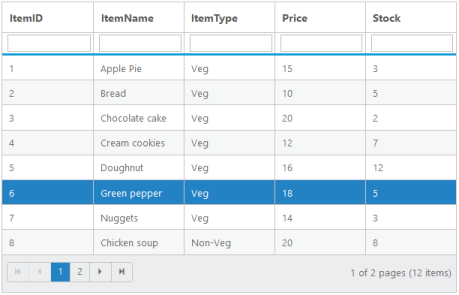 ItemID ItemName ItemType Price Stock
1 Apple Pie Veg 15 3
2 Bread Veg 10 5
3 Chocolate cake Veg 20 2
4 Cream cookies Veg 12 7
5 Doughnut Veg 16 12
6 Green pepper Veg 18 5
7 Nuggets Veg 14 3
8 Chicken soup Non-Veg 20 8
1 2 1 of 2 pages (12 items)